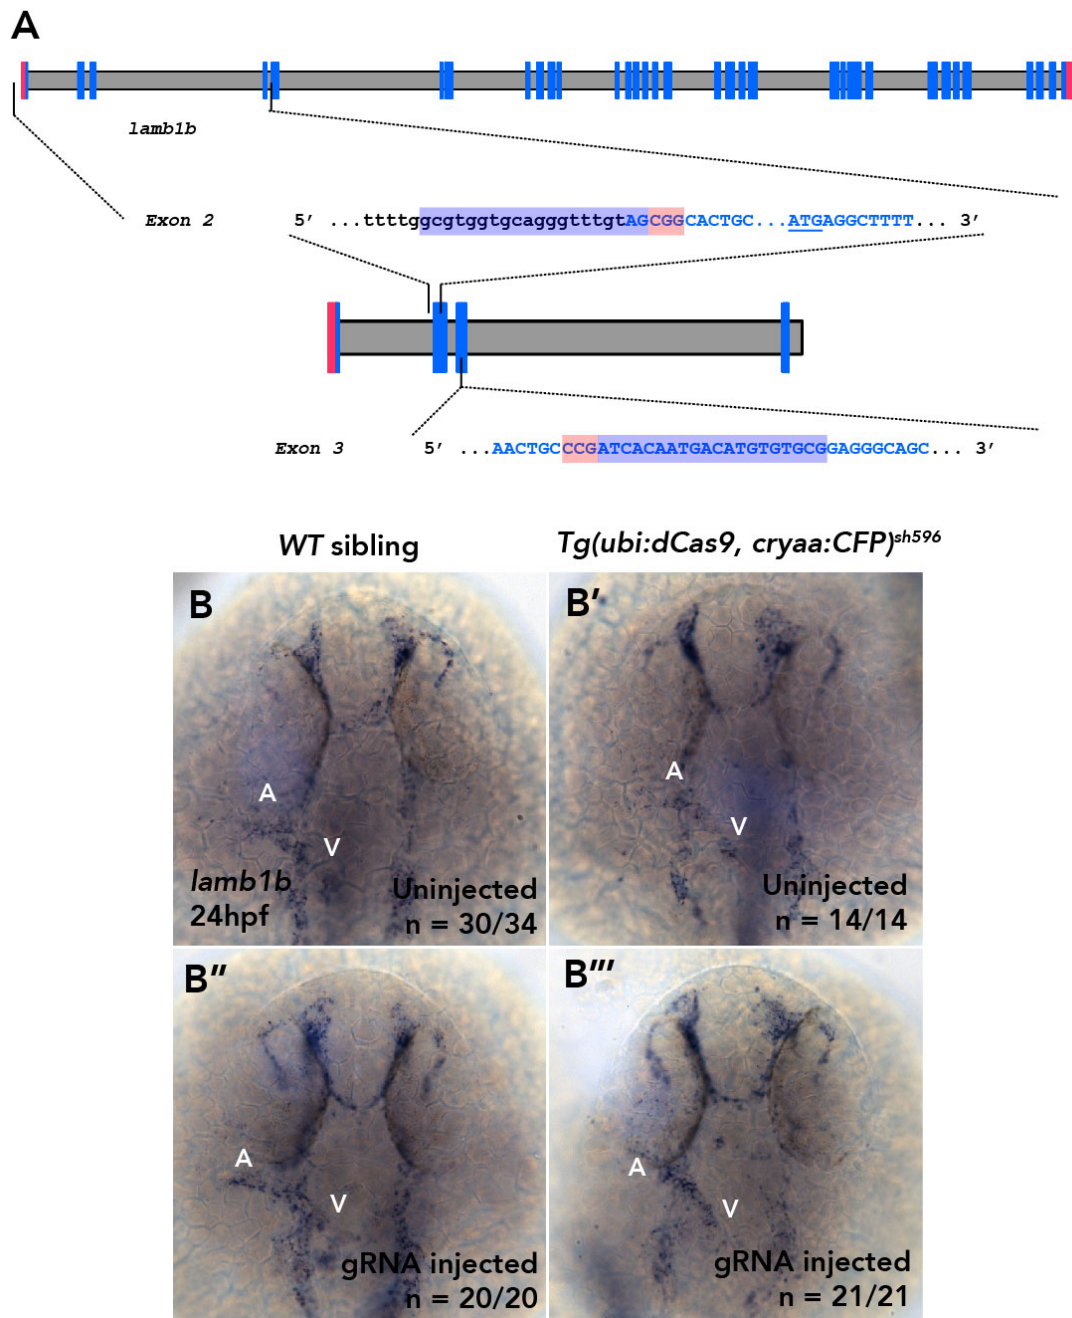 A
lamb1b
Exon 2 5’ ...ttttggcgtggtgcagggtttgtAGCGGCACTGC...ATGAGGCTTTT... 3’
Exon 3 5’ ...AACTGCCCGATCACAATGACATGTGTGCGGAGGGCAGC... 3’
WT sibling
Tg(ubi:dCas9, cryaa:CFP)sh596
B
A
V
lamb1b
24hpf
Uninjected
n = 30/34
B′
A
V
Uninjected
n = 14/14
B″
A
V
gRNA injected
n = 20/20
B‴
A
V
gRNA injected
n = 21/21